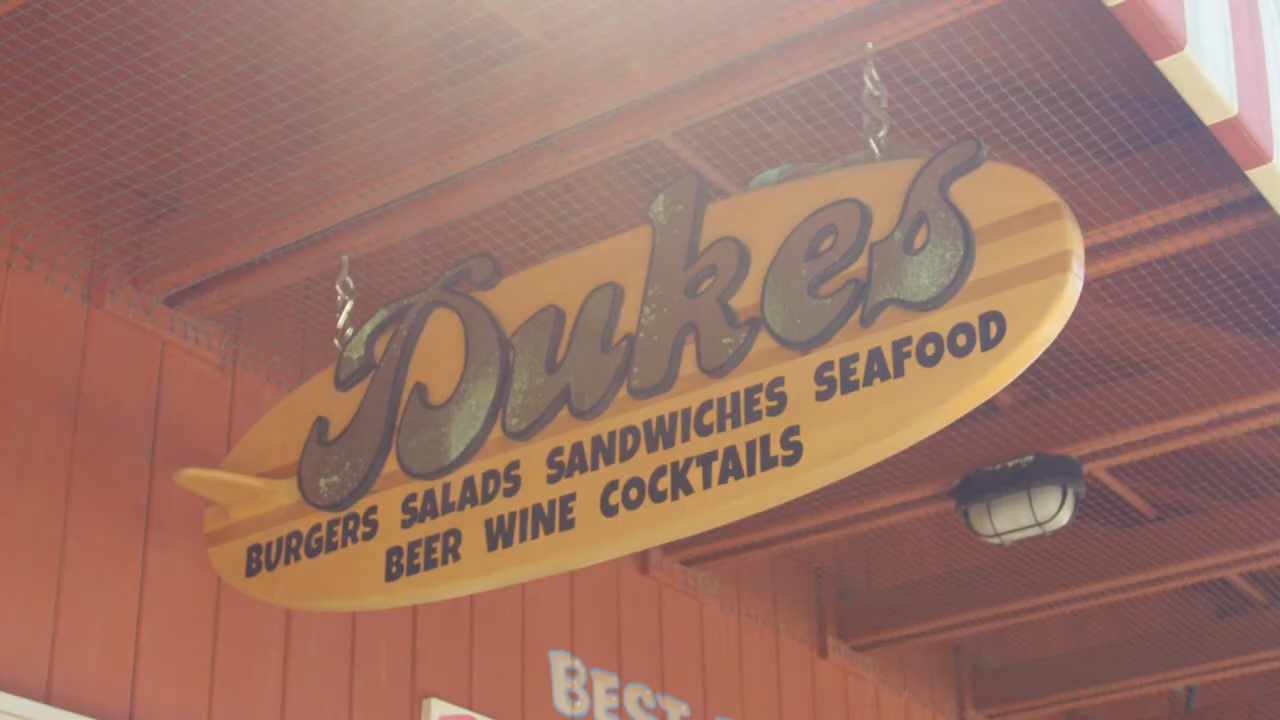 Dukes
BURGERS SALADS SANDWICHES SEAFOOD
BEER WINE COCKTAILS
BEST